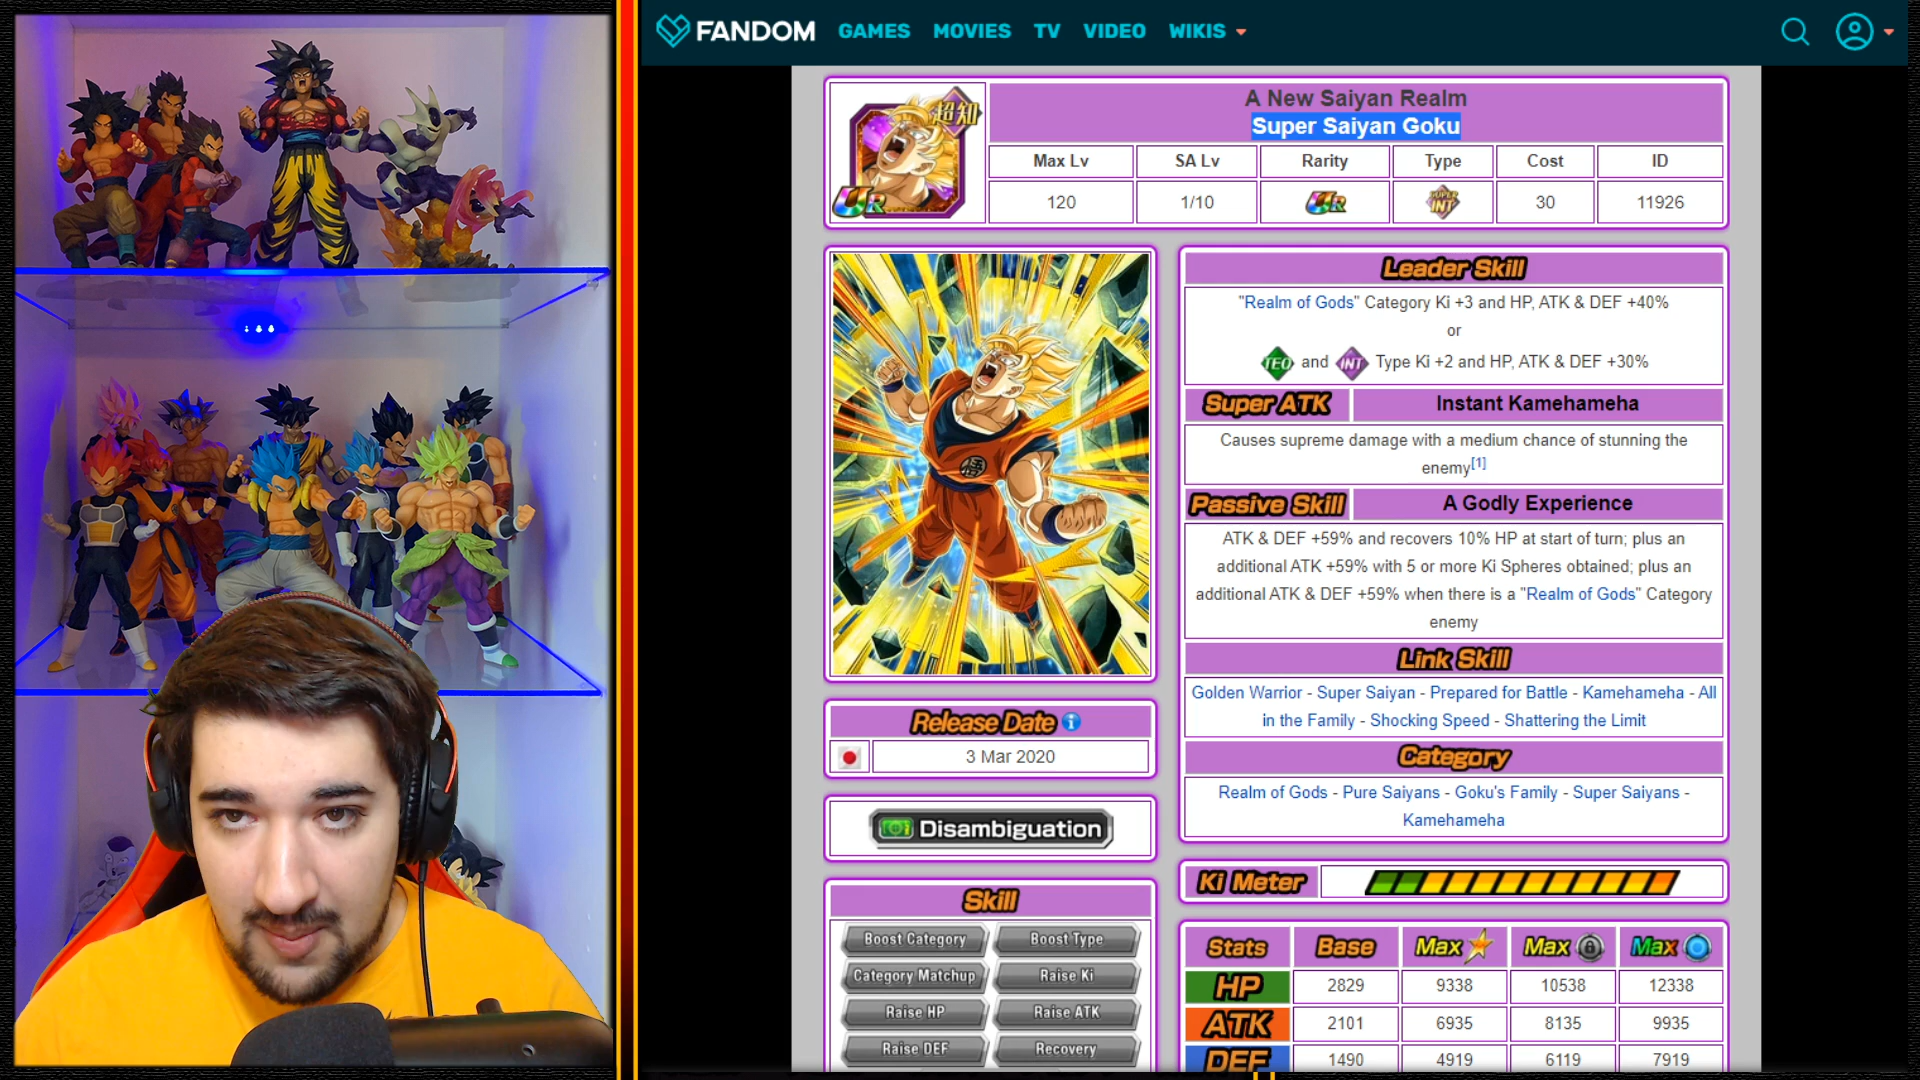 FANDOM GAMES MOVIES TV VIDEO WIKIS
A New Saiyan Realm
Super Saiyan Goku
Max Lv SA Lv Rarity Type Cost ID
120 1/10 UR SUPER INT 30 11926
超知
UR
Leader Skill
"Realm of Gods" Category Ki +3 and HP, ATK & DEF +40%
or
TEQ and INT Type Ki +2 and HP, ATK & DEF +30%
Super ATK Instant Kamehameha
Causes supreme damage with a medium chance of stunning the
enemy[1]
Passive Skill A Godly Experience
ATK & DEF +59% and recovers 10% HP at start of turn; plus an
additional ATK +59% with 5 or more Ki Spheres obtained; plus an
additional ATK & DEF +59% when there is a "Realm of Gods" Category
enemy
Link Skill
Golden Warrior - Super Saiyan - Prepared for Battle - Kamehameha - All
in the Family - Shocking Speed - Shattering the Limit
Category
Realm of Gods - Pure Saiyans - Goku's Family - Super Saiyans -
Kamehameha
Ki Meter
Stats Base Max Max Max
HP 2829 9338 10538 12338
ATK 2101 6935 8135 9935
DEF 1490 4919 6119 7919
悟
Release Date i
3 Mar 2020
Disambiguation
Skill
Boost Category Boost Type
Category Matchup Raise Ki
Raise HP Raise ATK
Raise DEF Recovery